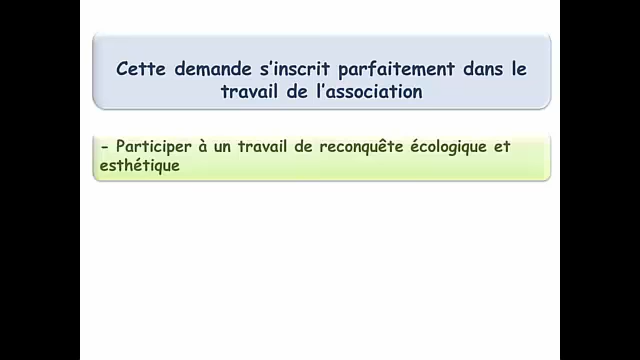 Cette demande s’inscrit parfaitement dans le
travail de l’association
- Participer à un travail de reconquête écologique et
esthétique